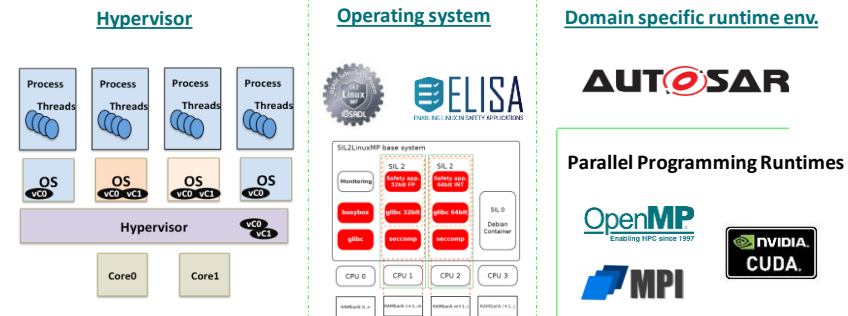 Hypervisor
Process
Threads
Process
Threads
Process
Threads
Process
Threads
OS
vC0
OS
vC0 vC1
OS
vC0 vC1
OS
vC0
Hypervisor
vC0
vC1
Core0
Core1
Operating system
SIL2
Linux
MP
OSADL
ELISA
ENABLING LINUX IN SAFETY APPLICATIONS
SIL2LinuxMP base system
SIL 2
SIL 2
Monitoring
Safety app.
32bit FP
Safety app.
64bit INT
busybox
glibc 32bit
glibc 64bit
SIL 0
Debian
Container
glibc
seccomp
seccomp
CPU 0
CPU 1
CPU 2
CPU 3
Domain specific runtime env.
AUTOSAR
Parallel Programming Runtimes
OpenMP
Enabling HPC since 1997
MPI
NVIDIA.
CUDA.